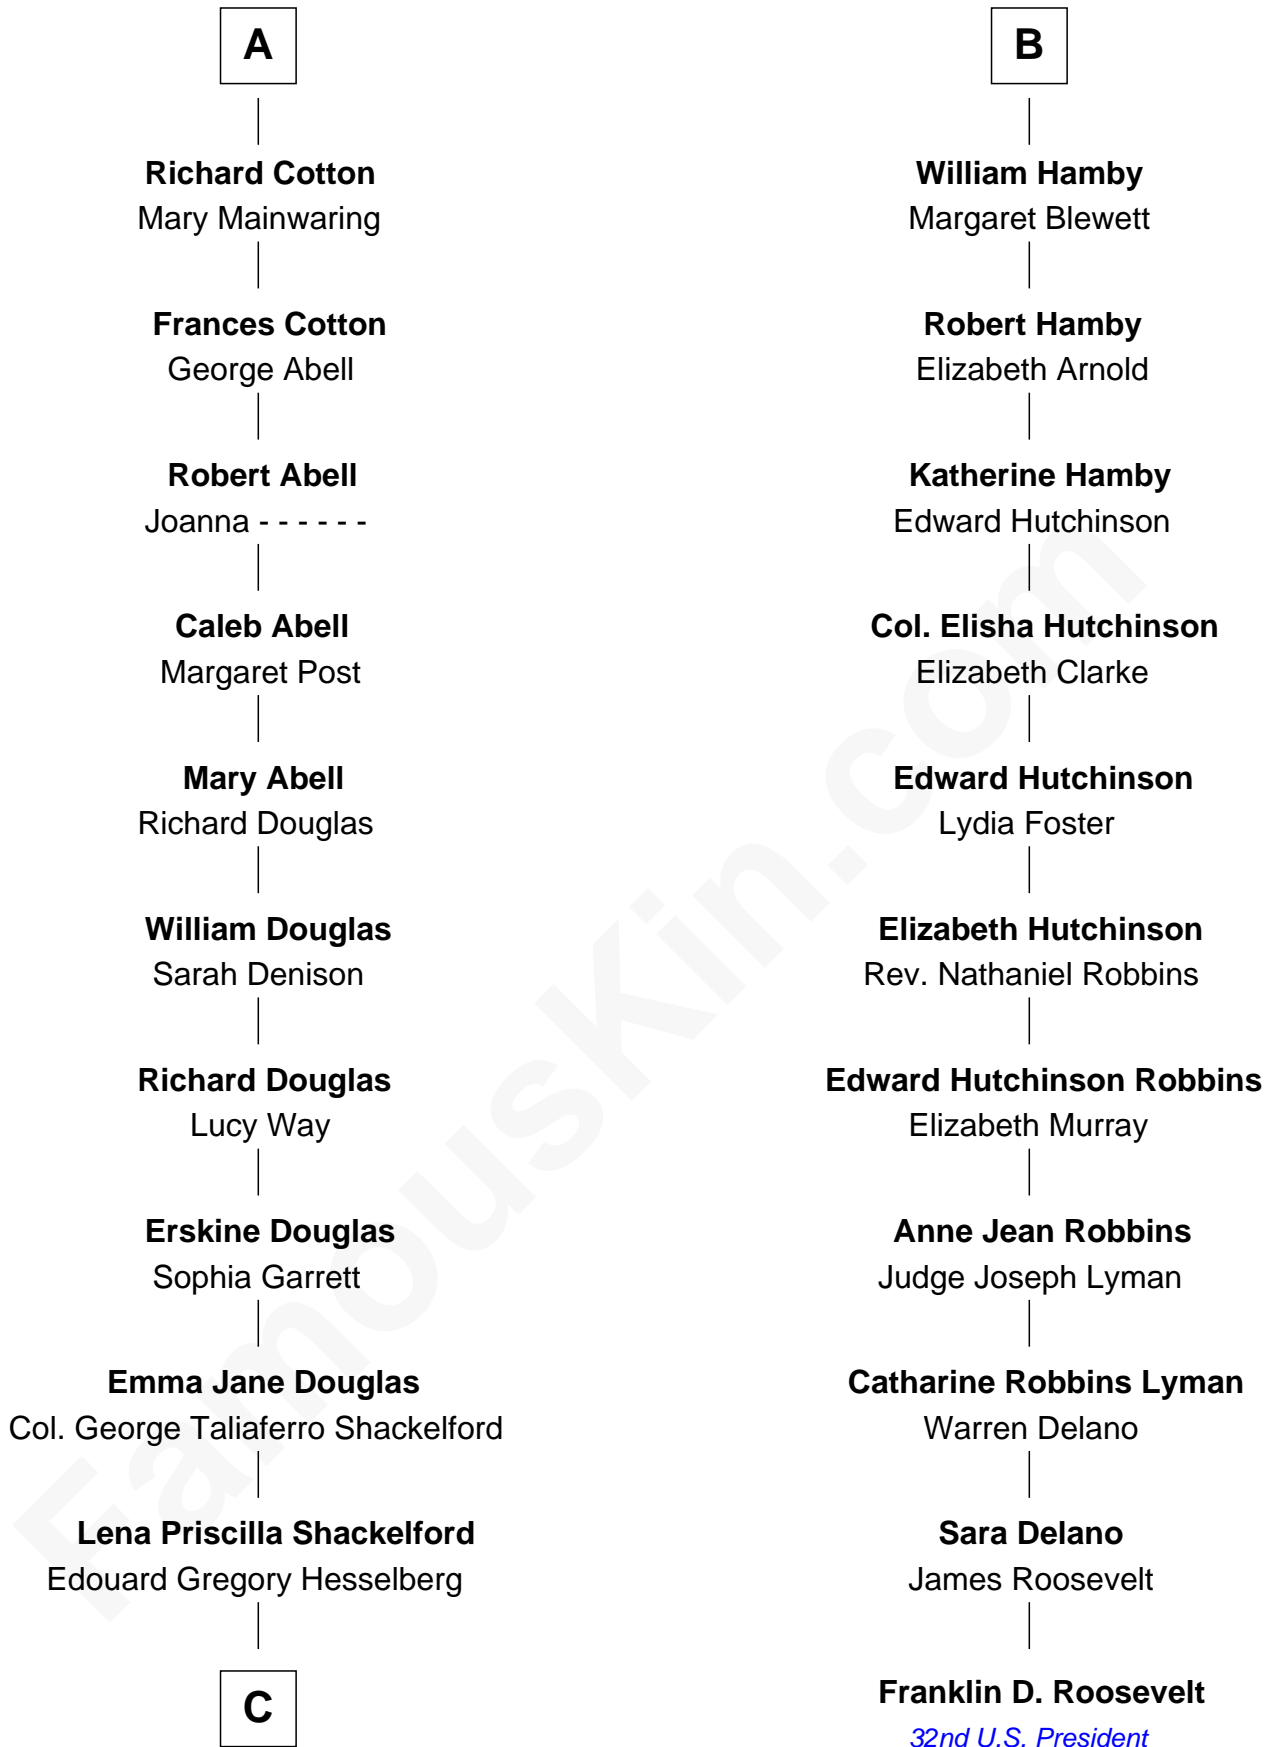 A
Richard Cotton
Mary Mainwaring
Frances Cotton
George Abell
Robert Abell
Joanna - - - - - -
Caleb Abell
Margaret Post
Mary Abell
Richard Douglas
William Douglas
Sarah Denison
Richard Douglas
Lucy Way
Erskine Douglas
Sophia Garrett
Emma Jane Douglas
Col. George Taliaferro Shackelford
Lena Priscilla Shackelford
Edouard Gregory Hesselberg
C
B
William Hamby
Margaret Blewett
Robert Hamby
Elizabeth Arnold
Katherine Hamby
Edward Hutchinson
Col. Elisha Hutchinson
Elizabeth Clarke
Edward Hutchinson
Lydia Foster
Elizabeth Hutchinson
Rev. Nathaniel Robbins
Edward Hutchinson Robbins
Elizabeth Murray
Anne Jean Robbins
Judge Joseph Lyman
Catharine Robbins Lyman
Warren Delano
Sara Delano
James Roosevelt
Franklin D. Roosevelt
32nd U.S. President
FamousKin.com